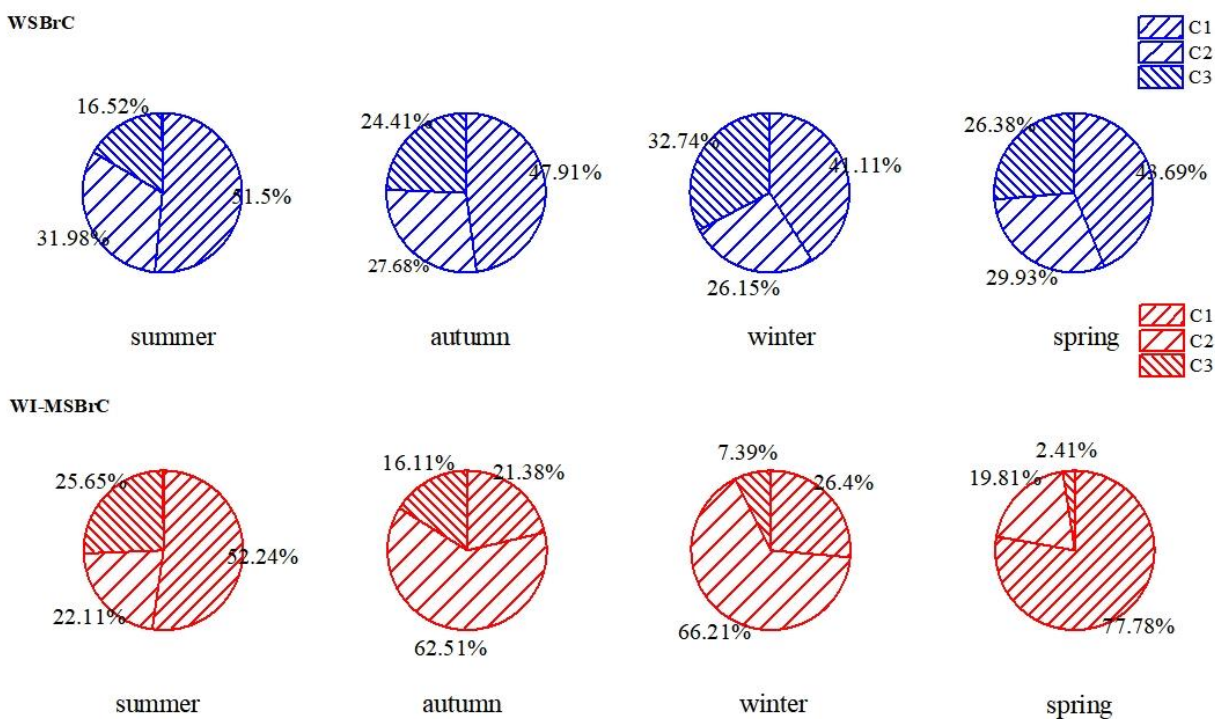 WSBrC
C1
C2
C3
16.52%
51.5%
31.98%
summer
24.41%
47.91%
27.68%
autumn
32.74%
41.11%
26.15%
winter
26.38%
43.69%
29.93%
spring
C1
C2
C3
WI-MSBrC
25.65%
52.24%
22.11%
summer
16.11%
21.38%
62.51%
autumn
7.39%
26.4%
66.21%
winter
2.41%
19.81%
77.78%
spring